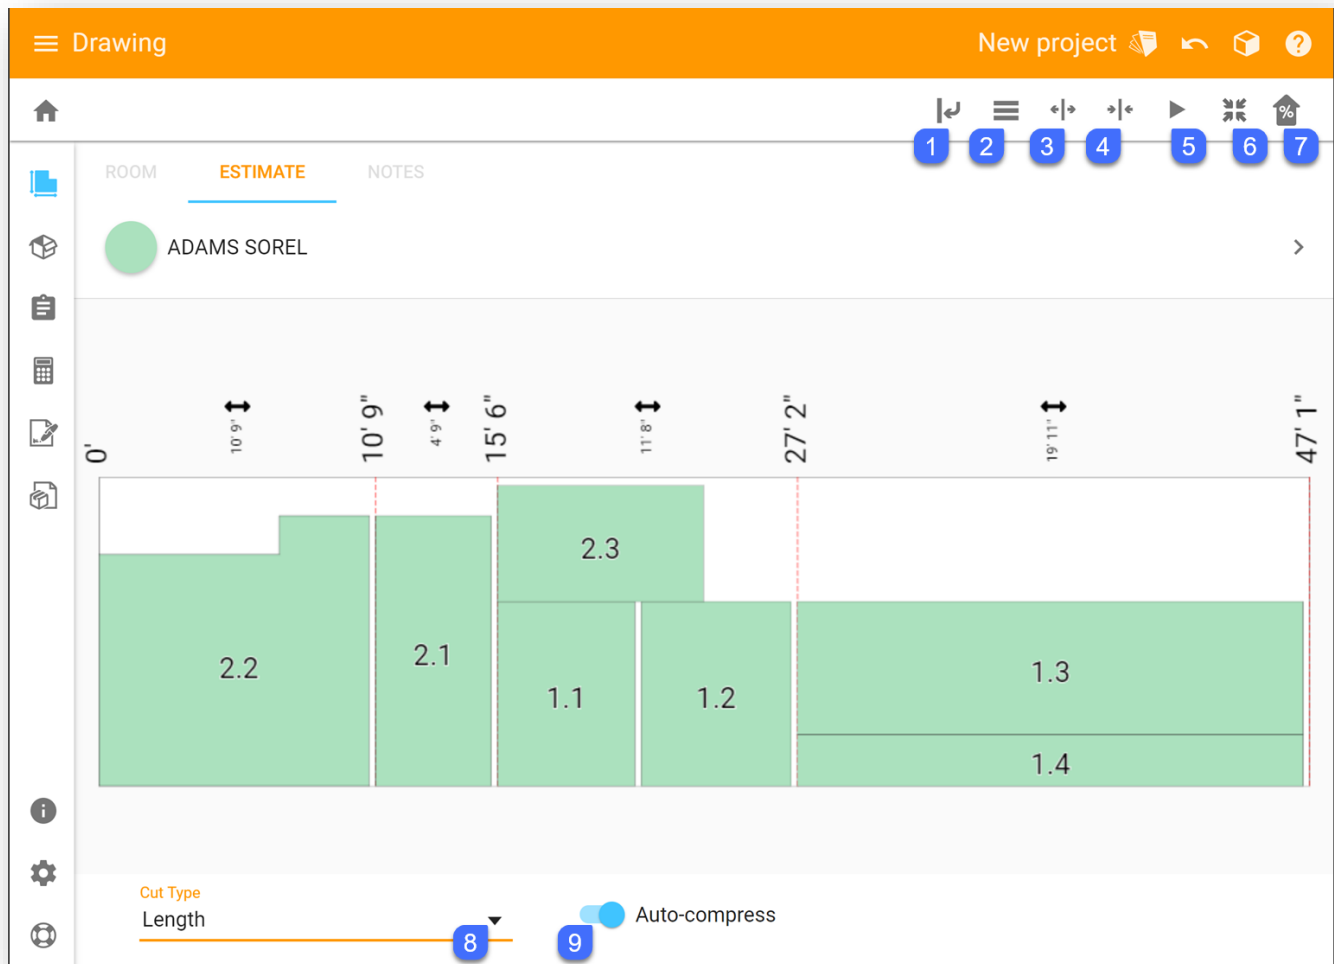 Drawing
New project
?
%
1 2 3 4 5 6 7
ROOM ESTIMATE NOTES
ADAMS SOREL
0' 10' 9" 10' 9" 4' 9" 15' 6" 11' 8" 27' 2" 19' 11" 47' 1"
2.3
2.1
2.2
1.1
1.2
1.3
1.4
Cut Type
Length
Auto-compress
8 9